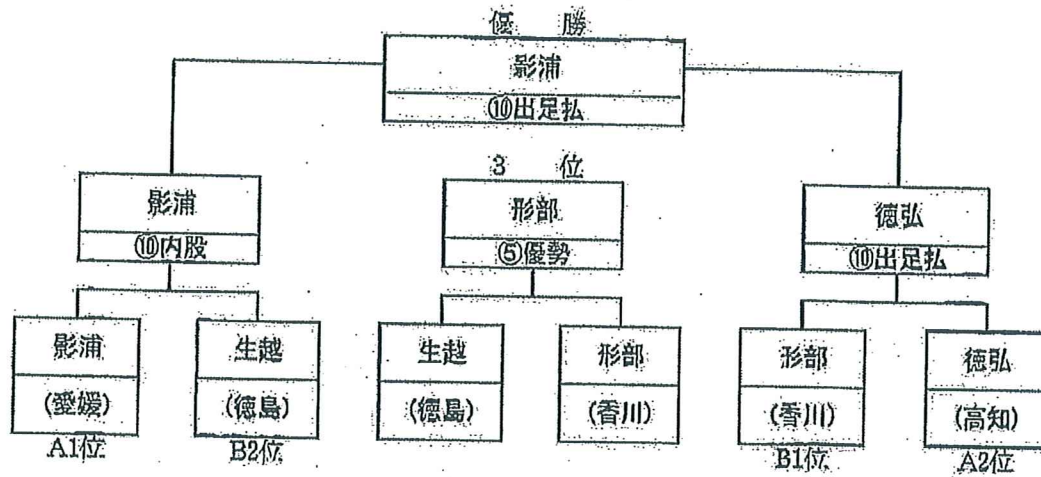 優　勝
影浦
⑩出足払
3　位
影浦
⑩内股
形部
⑤優勢
徳弘
⑩出足払
影浦
(愛媛)
A1位
生越
(徳島)
B2位
生越
(徳島)
形部
(香川)
形部
(香川)
B1位
徳弘
(高知)
A2位